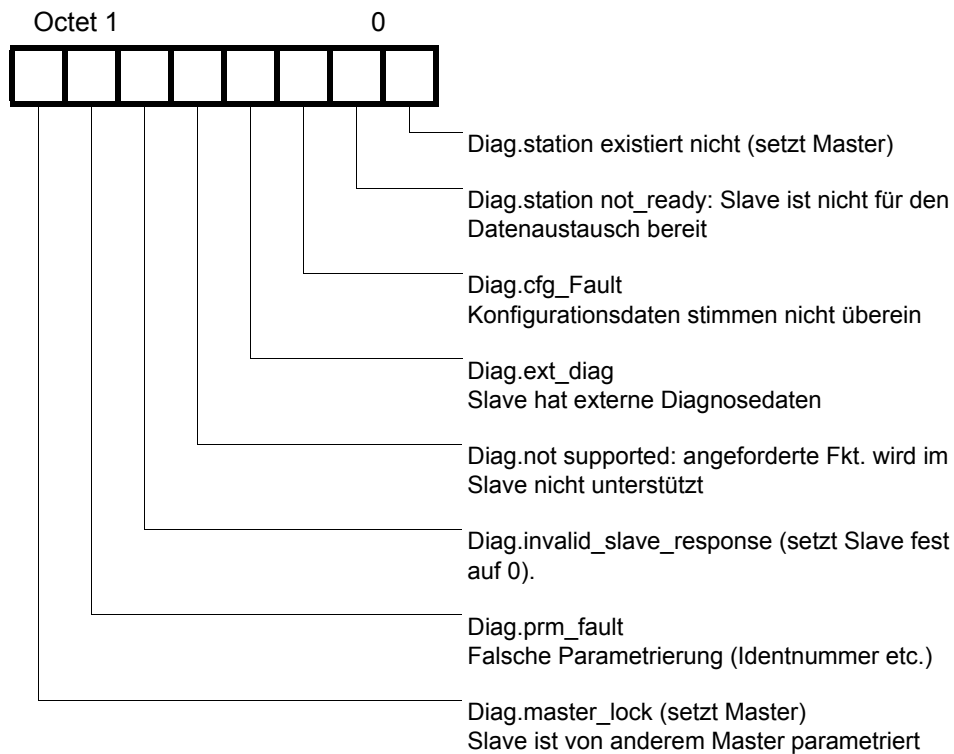 Octet 1 0
Diag.station existiert nicht (setzt Master)
Diag.station not_ready: Slave ist nicht für den
Datenaustausch bereit
Diag.cfg_Fault
Konfigurationsdaten stimmen nicht überein
Diag.ext_diag
Slave hat externe Diagnosedaten
Diag.not supported: angeforderte Fkt. wird im
Slave nicht unterstützt
Diag.invalid_slave_response (setzt Slave fest
auf 0).
Diag.prm_fault
Falsche Parametrierung (Identnummer etc.)
Diag.master_lock (setzt Master)
Slave ist von anderem Master parametriert